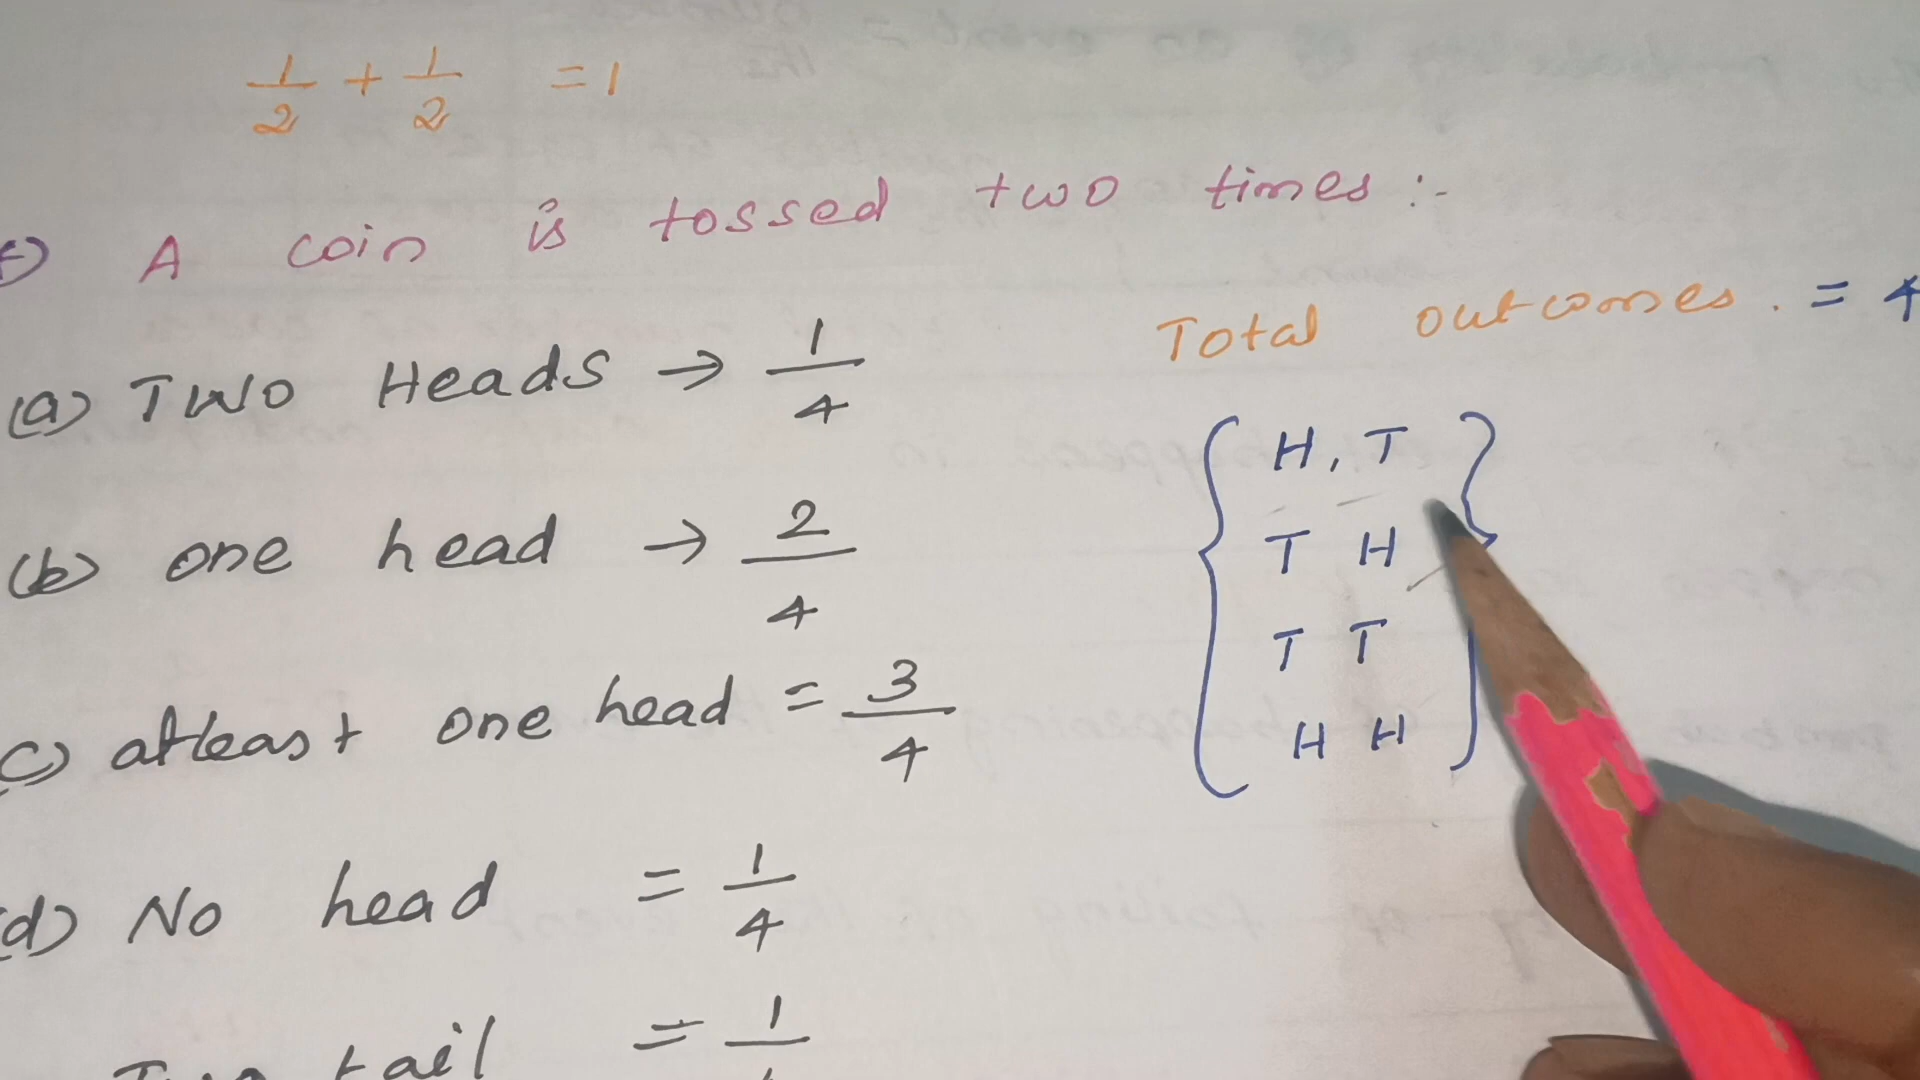 1/2 + 1/2 = 1
A coin is tossed two times :-
Total outcomes. = 4
(a) Two Heads → 1/4
{ H, T
T H
T T
H H }
(b) one head → 2/4
c) atleast one head = 3/4
(d) No head = 1/4
tail = 1